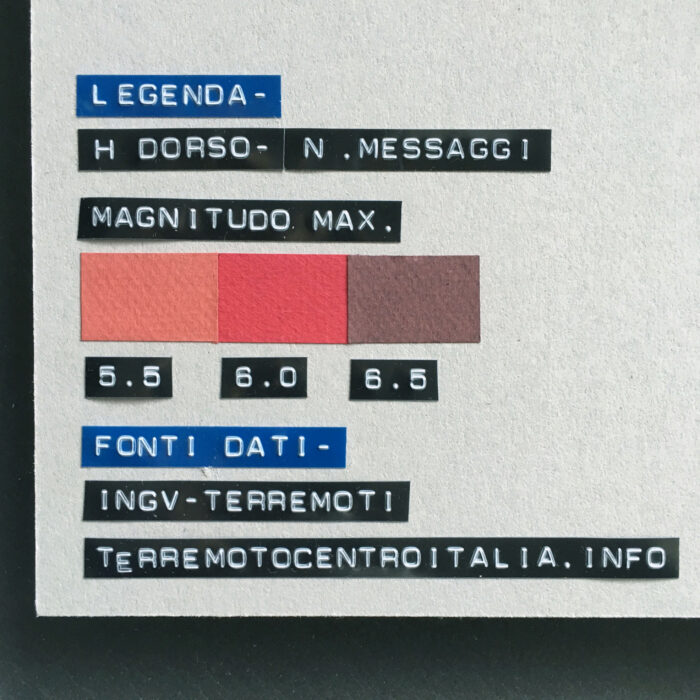 LEGENDA-
H DORSO- N.MESSAGGI
MAGNITUDO MAX.
5.5 6.0 6.5
FONTI DATI-
INGV-TERREMOTI
TERREMOTOCENTROITALIA.INFO